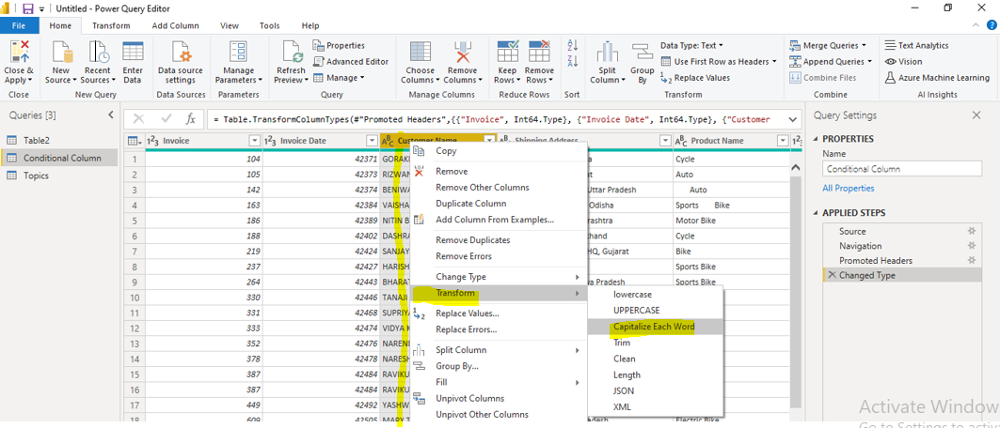 Untitled - Power Query Editor
File Home Transform Add Column View Tools Help
Close & Apply
New Source
Recent Sources
Enter Data
Data source settings
Manage Parameters
Refresh Preview
Properties
Advanced Editor
Manage
Choose Columns
Remove Columns
Keep Rows
Remove Rows
Split Column
Group By
Data Type: Text
Use First Row as Headers
Replace Values
Merge Queries
Append Queries
Combine Files
Text Analytics
Vision
Azure Machine Learning
Close New Query Data Sources Parameters Query Manage Columns Reduce Rows Sort Transform Combine AI Insights
Queries [3]
Table2
Conditional Column
Topics
fx = Table.TransformColumnTypes(#"Promoted Headers",{{"Invoice", Int64.Type}, {"Invoice Date", Int64.Type}, {"Customer
1²3 Invoice 1²3 Invoice Date ABC Customer Name ABC Shipping Address ABC Product Name 1²3
1 104 42371 GORAK Cycle
2 105 42373 RIZWAN Auto
3 142 42374 BENIWA Uttar Pradesh Auto
4 163 42384 VAISHA Odisha Sports Bike
5 186 42389 NITIN B rashtra Motor Bike
6 188 42402 DASHRA hand Cycle
7 219 42424 SANJAY HQ, Gujarat Bike
8 237 42427 HARISH Sports Bike
9 264 42443 BHARA a Pradesh Sports Bike
10 330 42446 TANAJI
11 331 42468 SUPRIY
12 333 42474 VIDYA K
13 352 42476 NAREN
14 378 42478 NARESH
15 387 42484 RAVIKU
16 387 42484 RAVIKU
17 449 42492 YASHW
18 609 42505 MARY T desh Electric Bike
Copy
Remove
Remove Other Columns
Duplicate Column
Add Column From Examples...
Remove Duplicates
Remove Errors
Change Type
Transform
Replace Values...
Replace Errors...
Split Column
Group By...
Fill
Unpivot Columns
Unpivot Other Columns
lowercase
UPPERCASE
Capitalize Each Word
Trim
Clean
Length
JSON
XML
Query Settings
PROPERTIES
Name
Conditional Column
All Properties
APPLIED STEPS
Source
Navigation
Promoted Headers
Changed Type
Activate Window
Go to Settings to activ